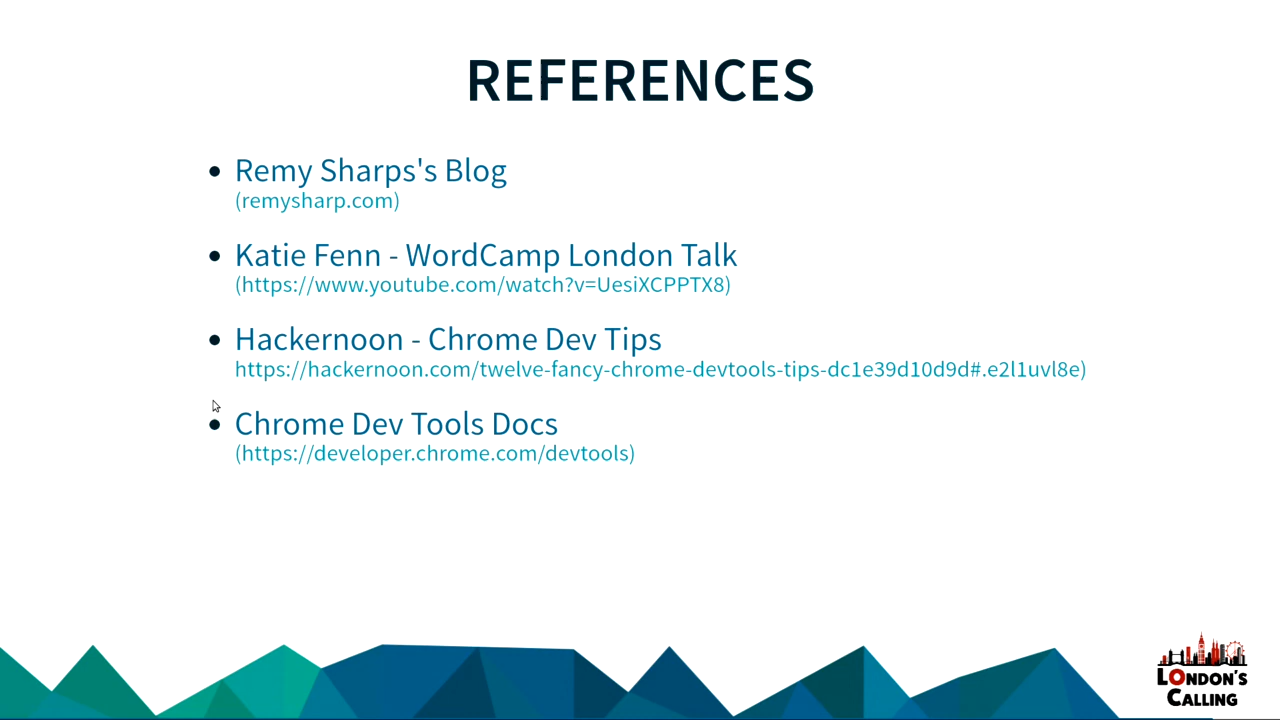 REFERENCES
Remy Sharps's Blog
(remysharp.com)
Katie Fenn - WordCamp London Talk
(https://www.youtube.com/watch?v=UesiXCPPTX8)
Hackernoon - Chrome Dev Tips
https://hackernoon.com/twelve-fancy-chrome-devtools-tips-dc1e39d10d9d#.e2l1uvl8e)
Chrome Dev Tools Docs
(https://developer.chrome.com/devtools)
LONDON'S
CALLING